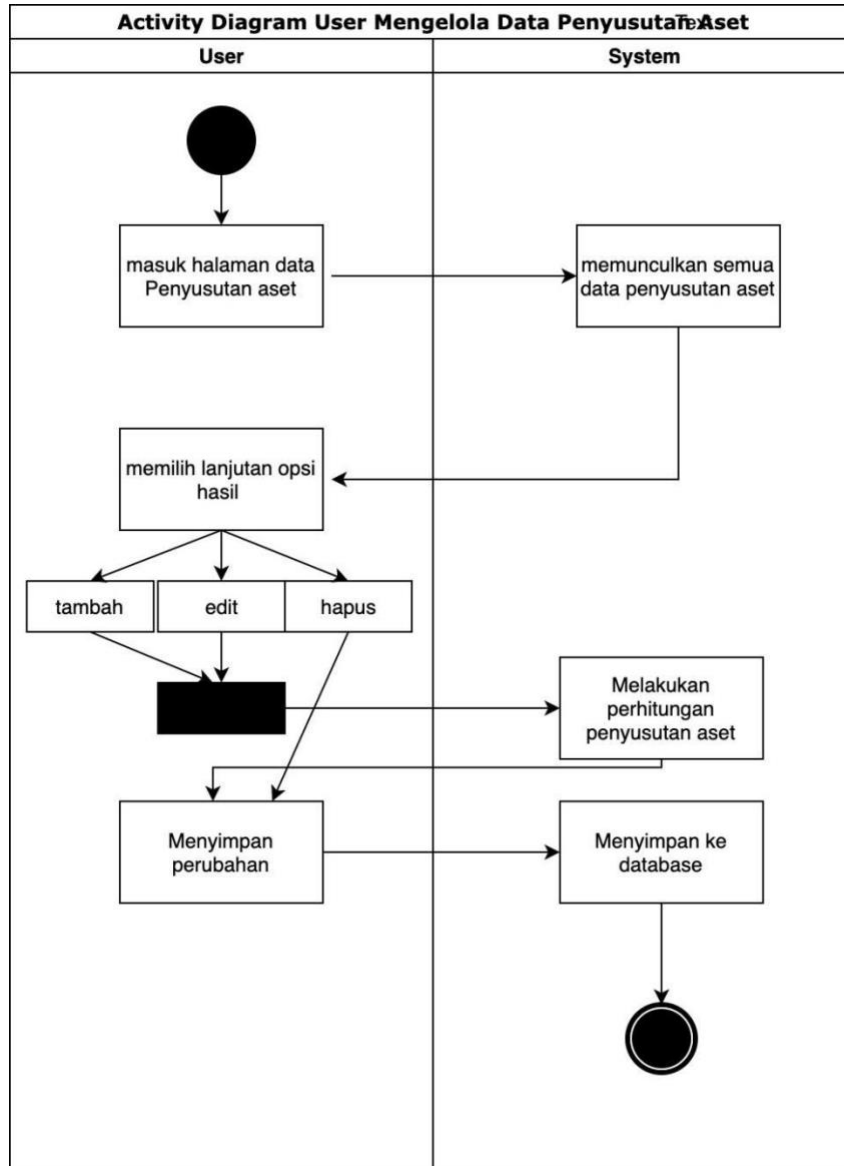 Activity Diagram User Mengelola Data Penyusutan Aset
Text
User
System
masuk halaman data
Penyusutan aset
memunculkan semua
data penyusutan aset
memilih lanjutan opsi
hasil
tambah
edit
hapus
Melakukan
perhitungan
penyusutan aset
Menyimpan
perubahan
Menyimpan ke
database